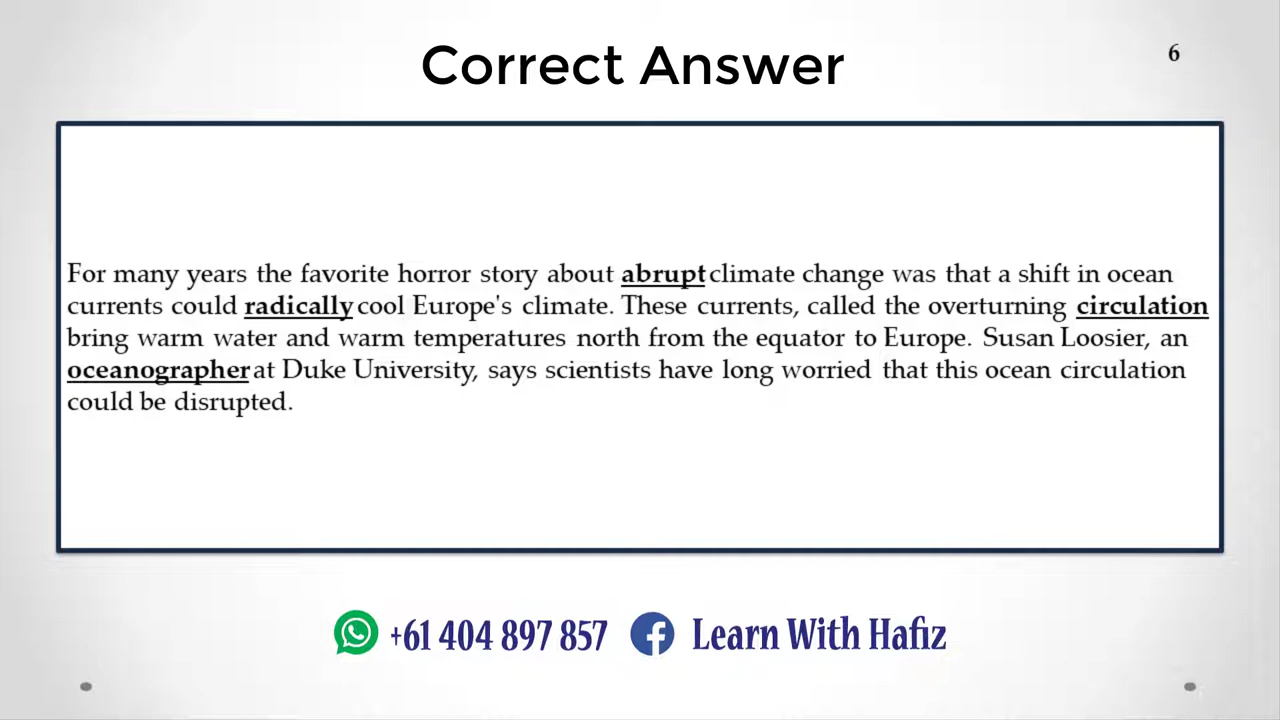 Correct Answer
6
For many years the favorite horror story about abrupt climate change was that a shift in ocean
currents could radically cool Europe's climate. These currents, called the overturning circulation
bring warm water and warm temperatures north from the equator to Europe. Susan Loosier, an
oceanographer at Duke University, says scientists have long worried that this ocean circulation
could be disrupted.
+61 404 897 857 Learn With Hafiz